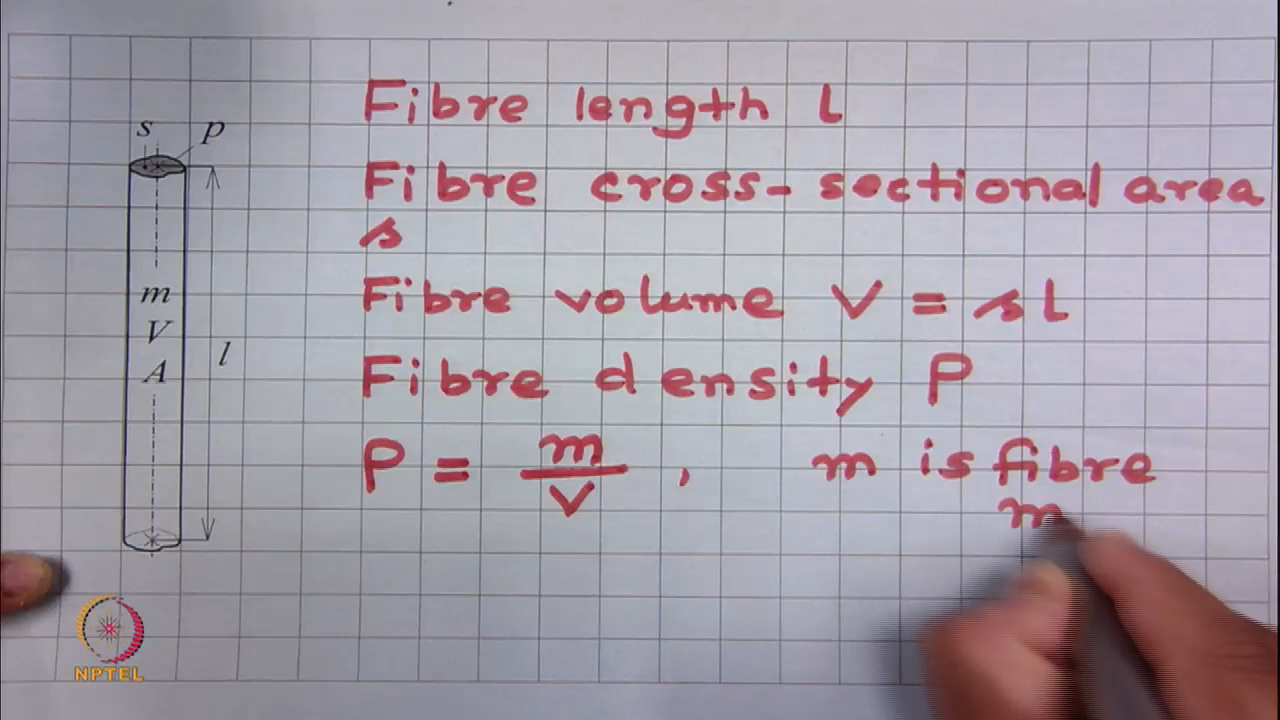 s p
m
V
A
l
Fibre length l
Fibre cross-sectional area
s
Fibre volume V = sl
Fibre density ρ
ρ = m/V , m is fibre
m
NPTEL